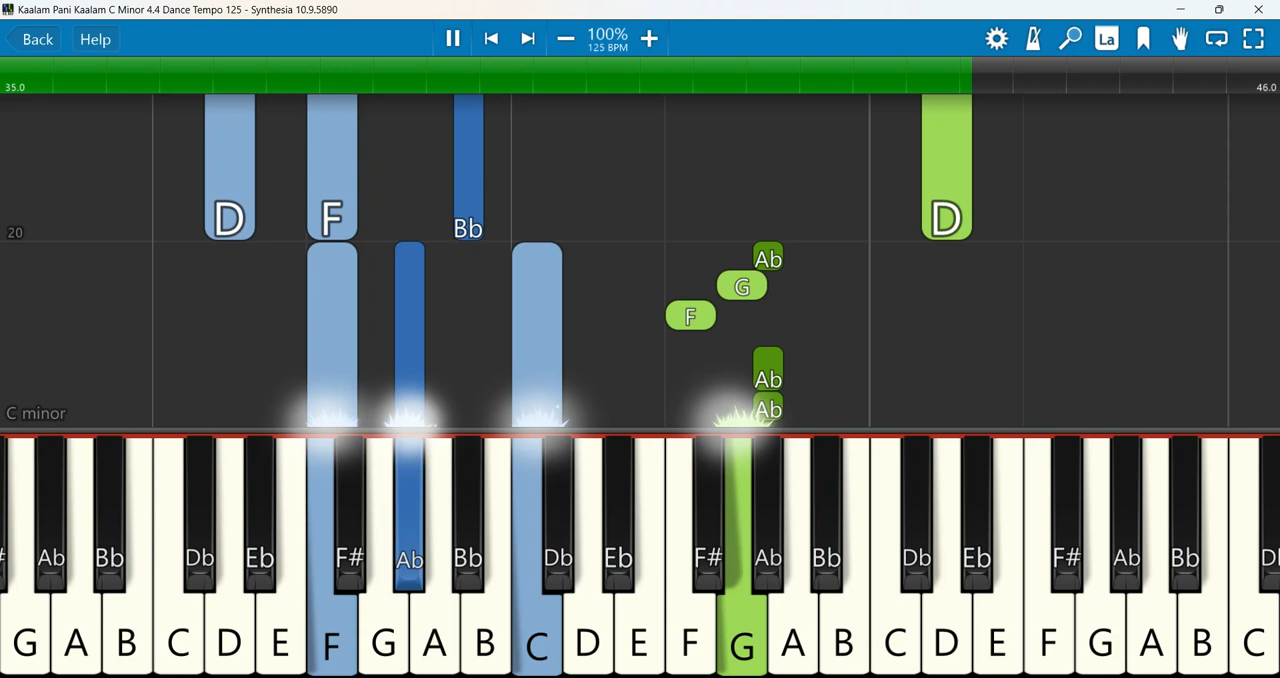 Kaalam Pani Kaalam C Minor 4.4 Dance Tempo 125 - Synthesia 10.9.5890
Back Help 100% La
125 BPM
35.0 46.0
D F Bb D
20
Ab
G
F
Ab
Ab
C minor
Ab Bb Db Eb F# Ab Bb Db Eb F# Ab Bb Db Eb F# Ab Bb
G A B C D E F G A B C D E F G A B C D E F G A B C